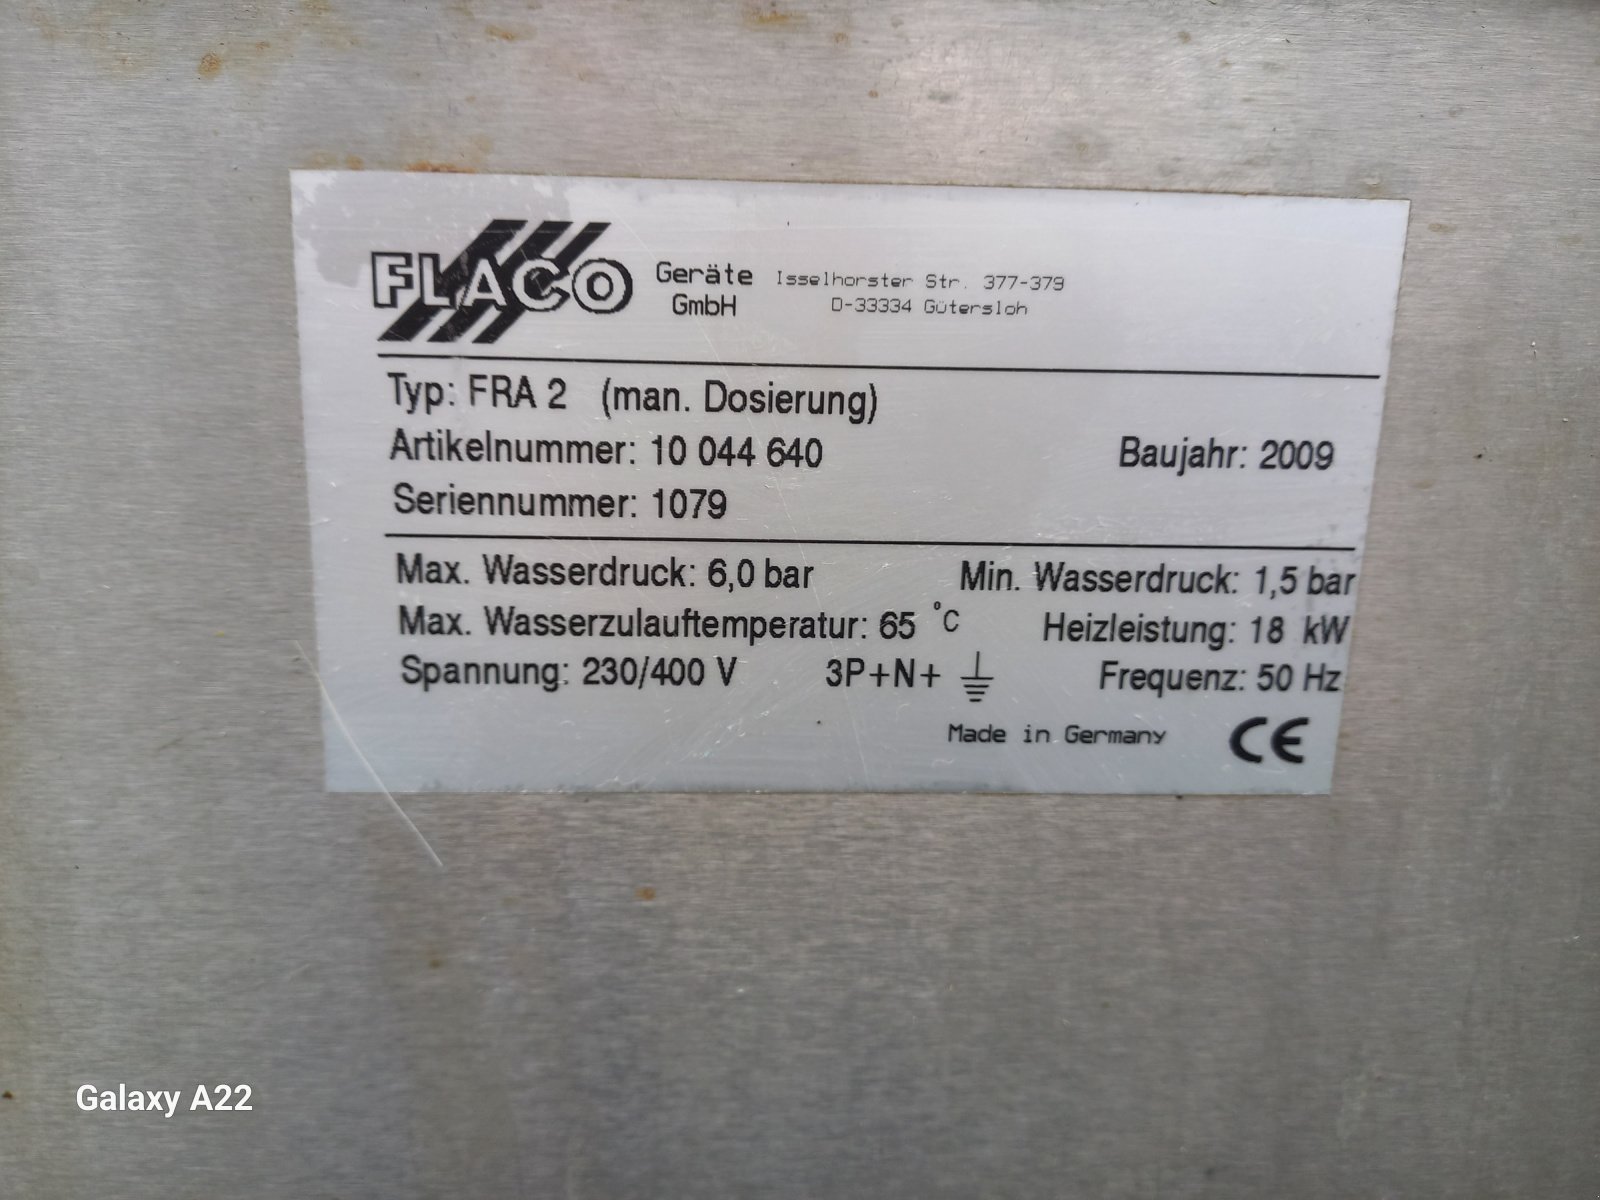 FLACO Geräte GmbH Isselhorster Str. 377-379
D-33334 Gütersloh
Typ: FRA 2 (man. Dosierung)
Artikelnummer: 10 044 640 Baujahr: 2009
Seriennummer: 1079
Max. Wasserdruck: 6,0 bar Min. Wasserdruck: 1,5 bar
Max. Wasserzulauftemperatur: 65 °C Heizleistung: 18 kW
Spannung: 230/400 V 3P+N+⏚ Frequenz: 50 Hz
Made in Germany CE
Galaxy A22